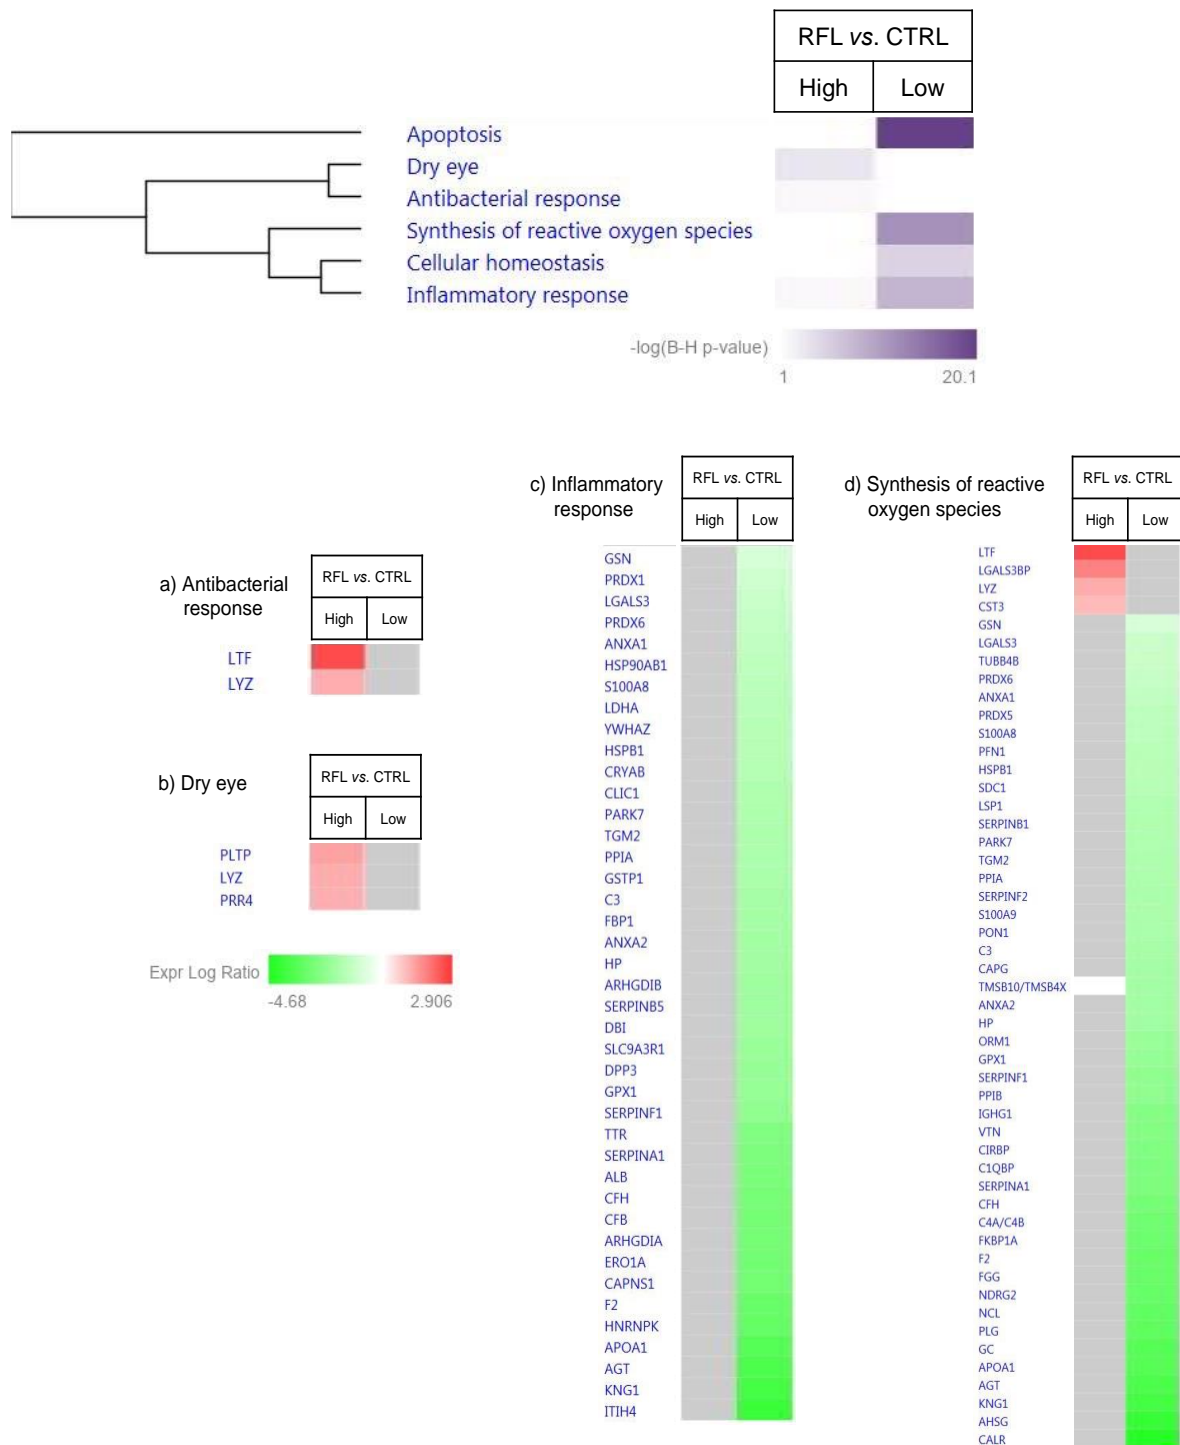 RFL vs. CTRL
High Low
Apoptosis
Dry eye
Antibacterial response
Synthesis of reactive oxygen species
Cellular homeostasis
Inflammatory response
-log(B-H p-value)
1 20.1
a) Antibacterial
response
RFL vs. CTRL
High Low
LTF
LYZ
b) Dry eye
RFL vs. CTRL
High Low
PLTP
LYZ
PRR4
Expr Log Ratio
-4.68 2.906
c) Inflammatory
response
RFL vs. CTRL
High Low
GSN
PRDX1
LGALS3
PRDX6
ANXA1
HSP90AB1
S100A8
LDHA
YWHAZ
HSPB1
CRYAB
CLIC1
PARK7
TGM2
PPIA
GSTP1
C3
FBP1
ANXA2
HP
ARHGDIB
SERPINB5
DBI
SLC9A3R1
DPP3
GPX1
SERPINF1
TTR
SERPINA1
ALB
CFH
CFB
ARHGDIA
ERO1A
CAPNS1
F2
HNRNPK
APOA1
AGT
KNG1
ITIH4
d) Synthesis of reactive
oxygen species
RFL vs. CTRL
High Low
LTF
LGALS3BP
LYZ
CST3
GSN
LGALS3
TUBB4B
PRDX6
ANXA1
PRDX5
S100A8
PFN1
HSPB1
SDC1
LSP1
SERPINB1
PARK7
TGM2
PPIA
SERPINF2
S100A9
PON1
C3
CAPG
TMSB10/TMSB4X
ANXA2
HP
ORM1
GPX1
SERPINF1
PPIB
IGHG1
VTN
CIRBP
C1QBP
SERPINA1
CFH
C4A/C4B
FKBP1A
F2
FGG
NDRG2
NCL
PLG
GC
APOA1
AGT
KNG1
AHSG
CALR